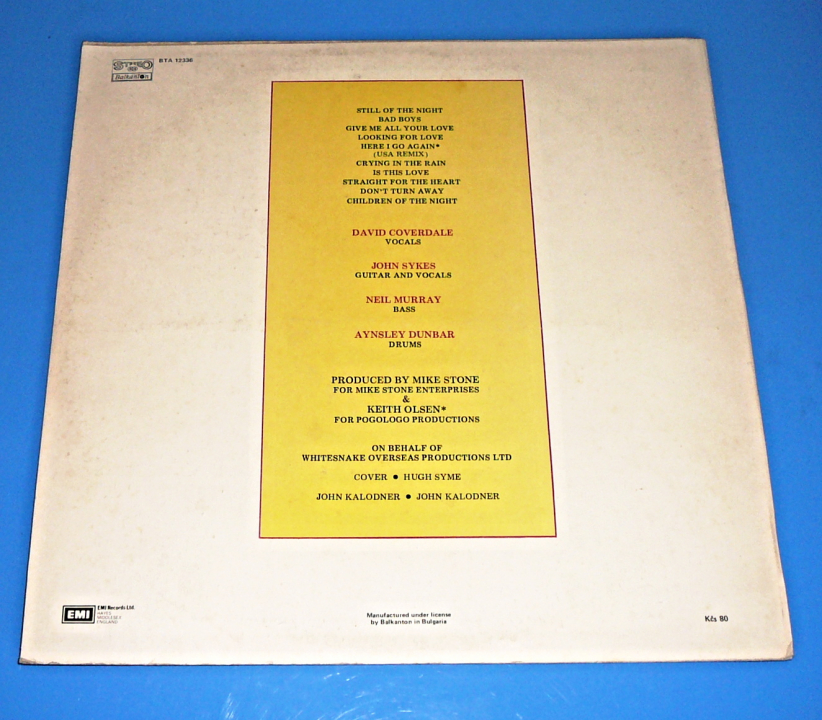 STEREO
Balkanton
BTA 12336
STILL OF THE NIGHT
BAD BOYS
GIVE ME ALL YOUR LOVE
LOOKING FOR LOVE
HERE I GO AGAIN*
(USA REMIX)
CRYING IN THE RAIN
IS THIS LOVE
STRAIGHT FOR THE HEART
DON'T TURN AWAY
CHILDREN OF THE NIGHT
DAVID COVERDALE
VOCALS
JOHN SYKES
GUITAR AND VOCALS
NEIL MURRAY
BASS
AYNSLEY DUNBAR
DRUMS
PRODUCED BY MIKE STONE
FOR MIKE STONE ENTERPRISES
&
KEITH OLSEN*
FOR POGOLOGO PRODUCTIONS
ON BEHALF OF
WHITESNAKE OVERSEAS PRODUCTIONS LTD
COVER ● HUGH SYME
JOHN KALODNER ● JOHN KALODNER
EMI
EMI Records Ltd.
HAYES
MIDDLESEX
ENGLAND
Manufactured under license
by Balkanton in Bulgaria
Kčs 80